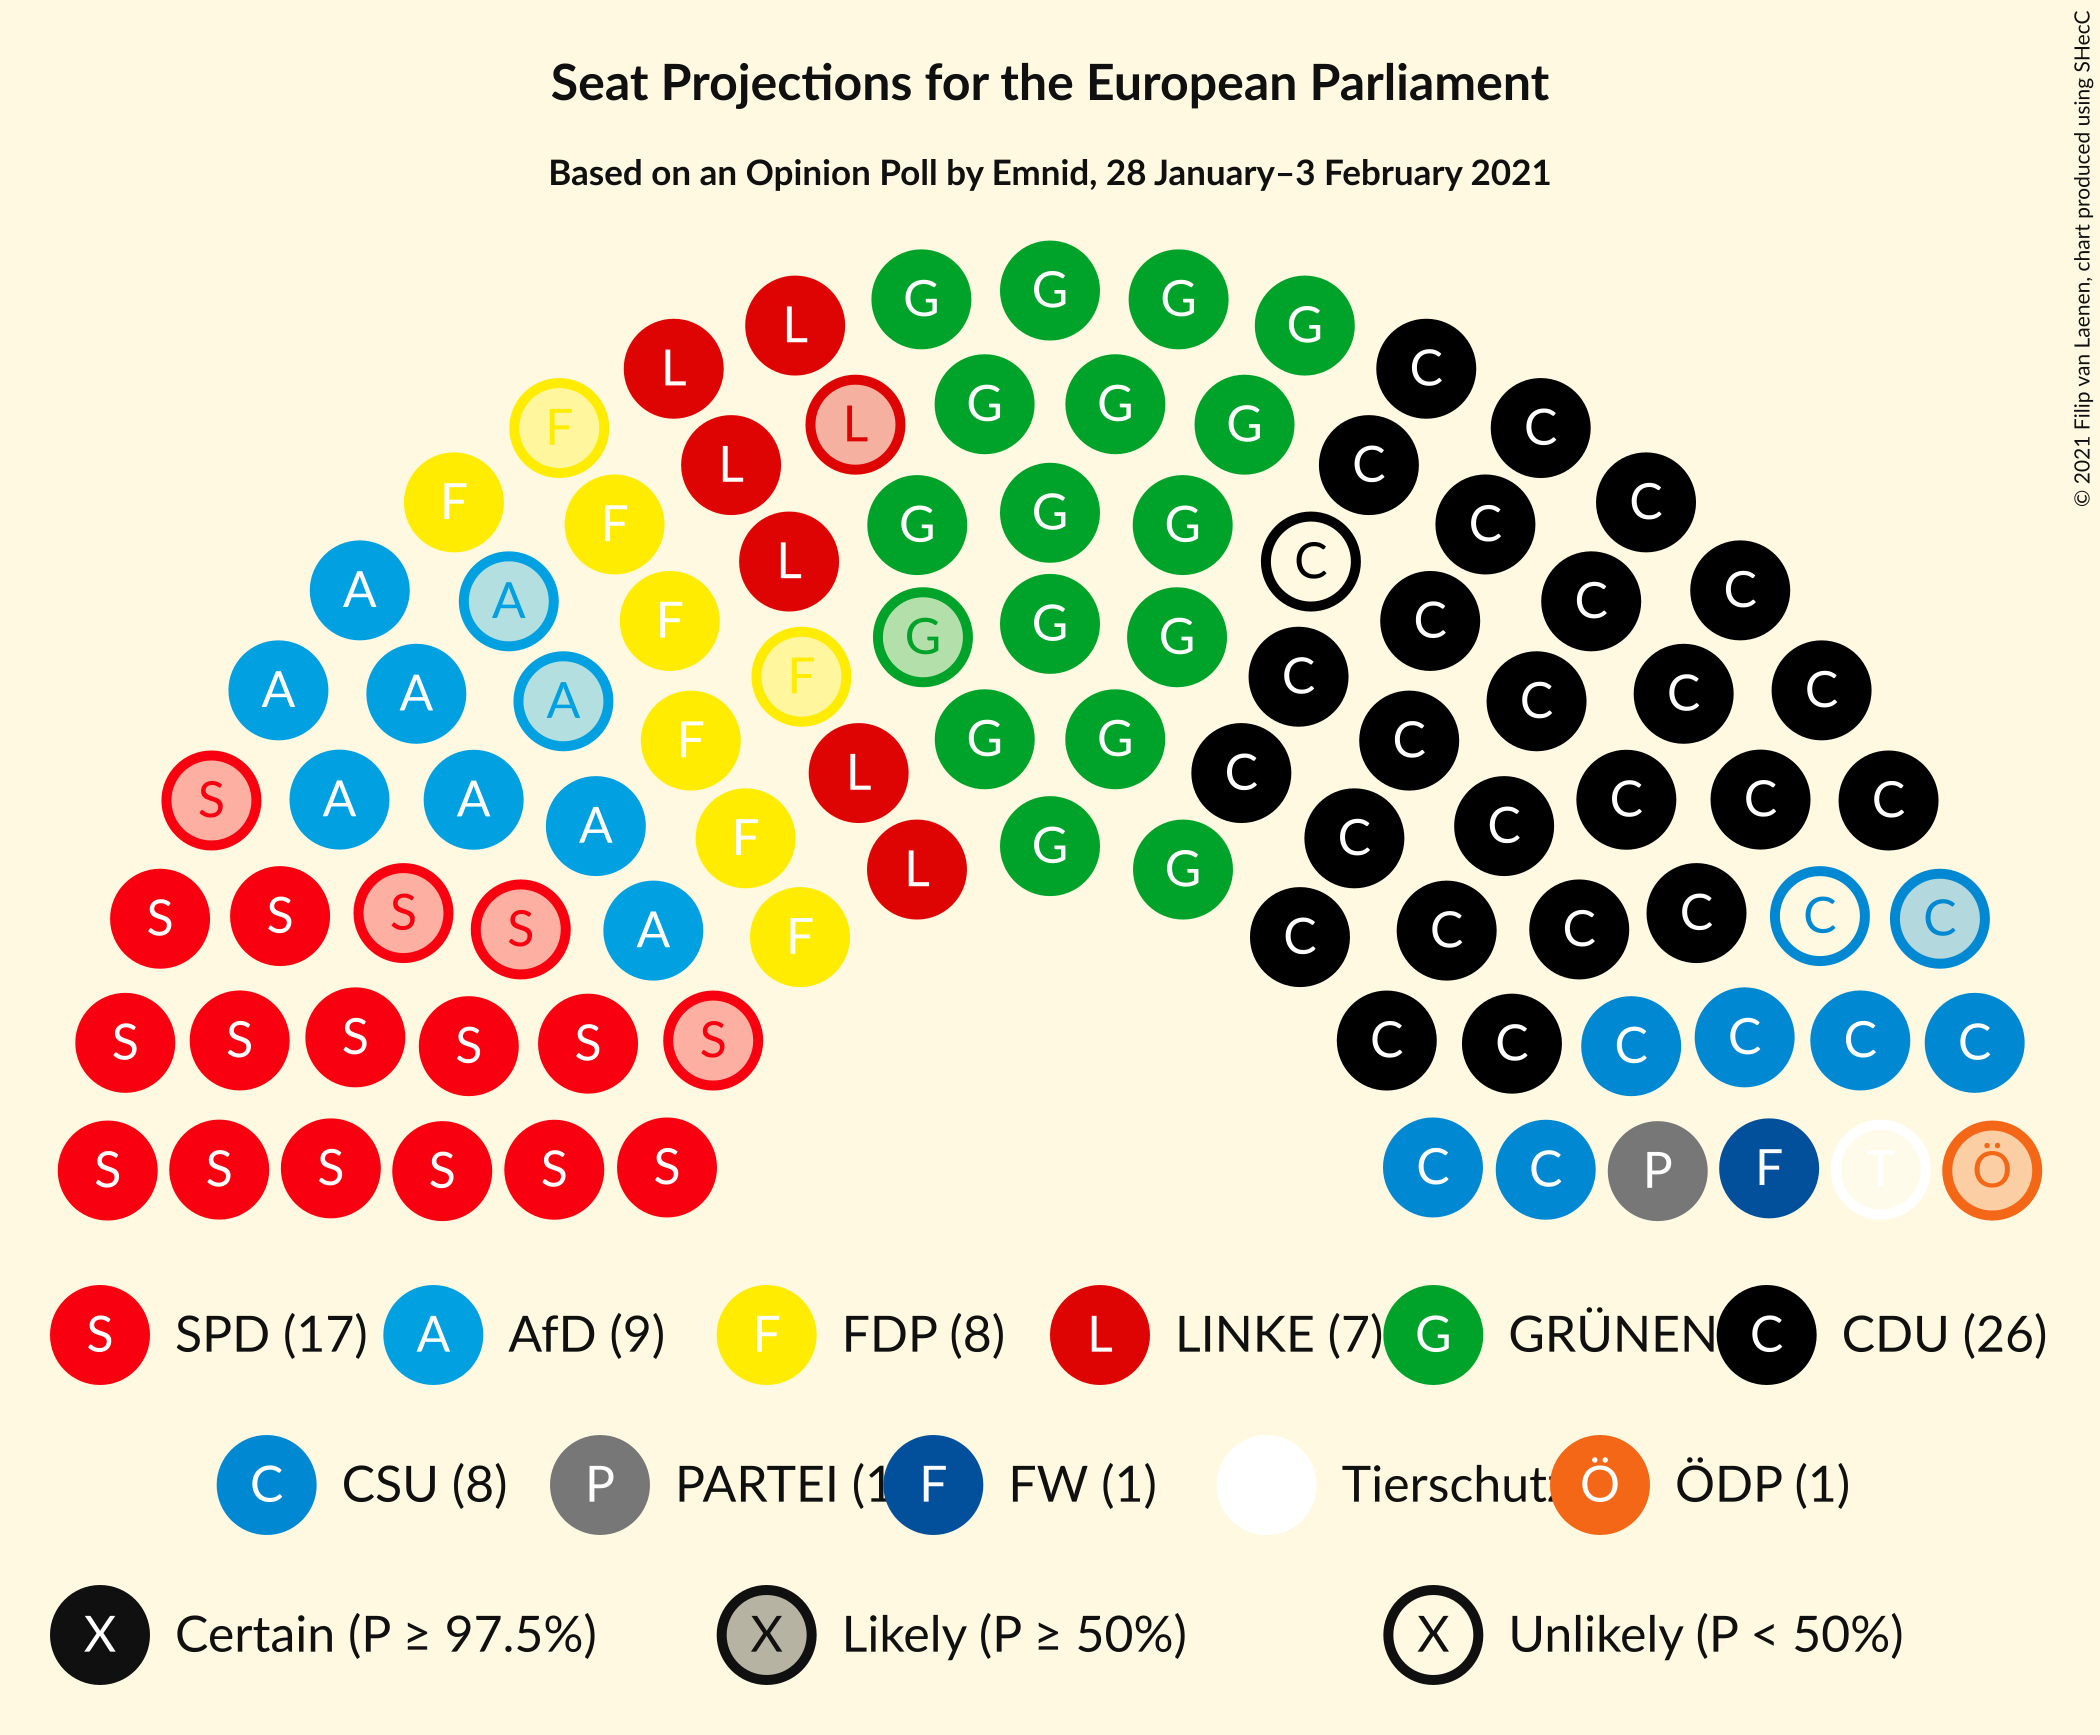 Seat Projections for the European Parliament
Based on an Opinion Poll by Emnid, 28 January–3 February 2021
© 2021 Filip van Laenen, chart produced using SHecC
G G G
L G
L C
G G
F L G C
L C
F G C
F G G C
L C
A A C C
F G G G C
A A A F C C C C
F G G C
L C
S A A A F G C C C C C
L G
S S S S A F C C C C C C
S S S S S S C C C C C C
S S S S S S C C P F T Ö
S SPD (17) A AfD (9) F FDP (8) L LINKE (7) G GRÜNEN C CDU (26)
C CSU (8) P PARTEI (1 F FW (1) Tierschutz Ö ÖDP (1)
X Certain (P ≥ 97.5%) X Likely (P ≥ 50%) X Unlikely (P < 50%)